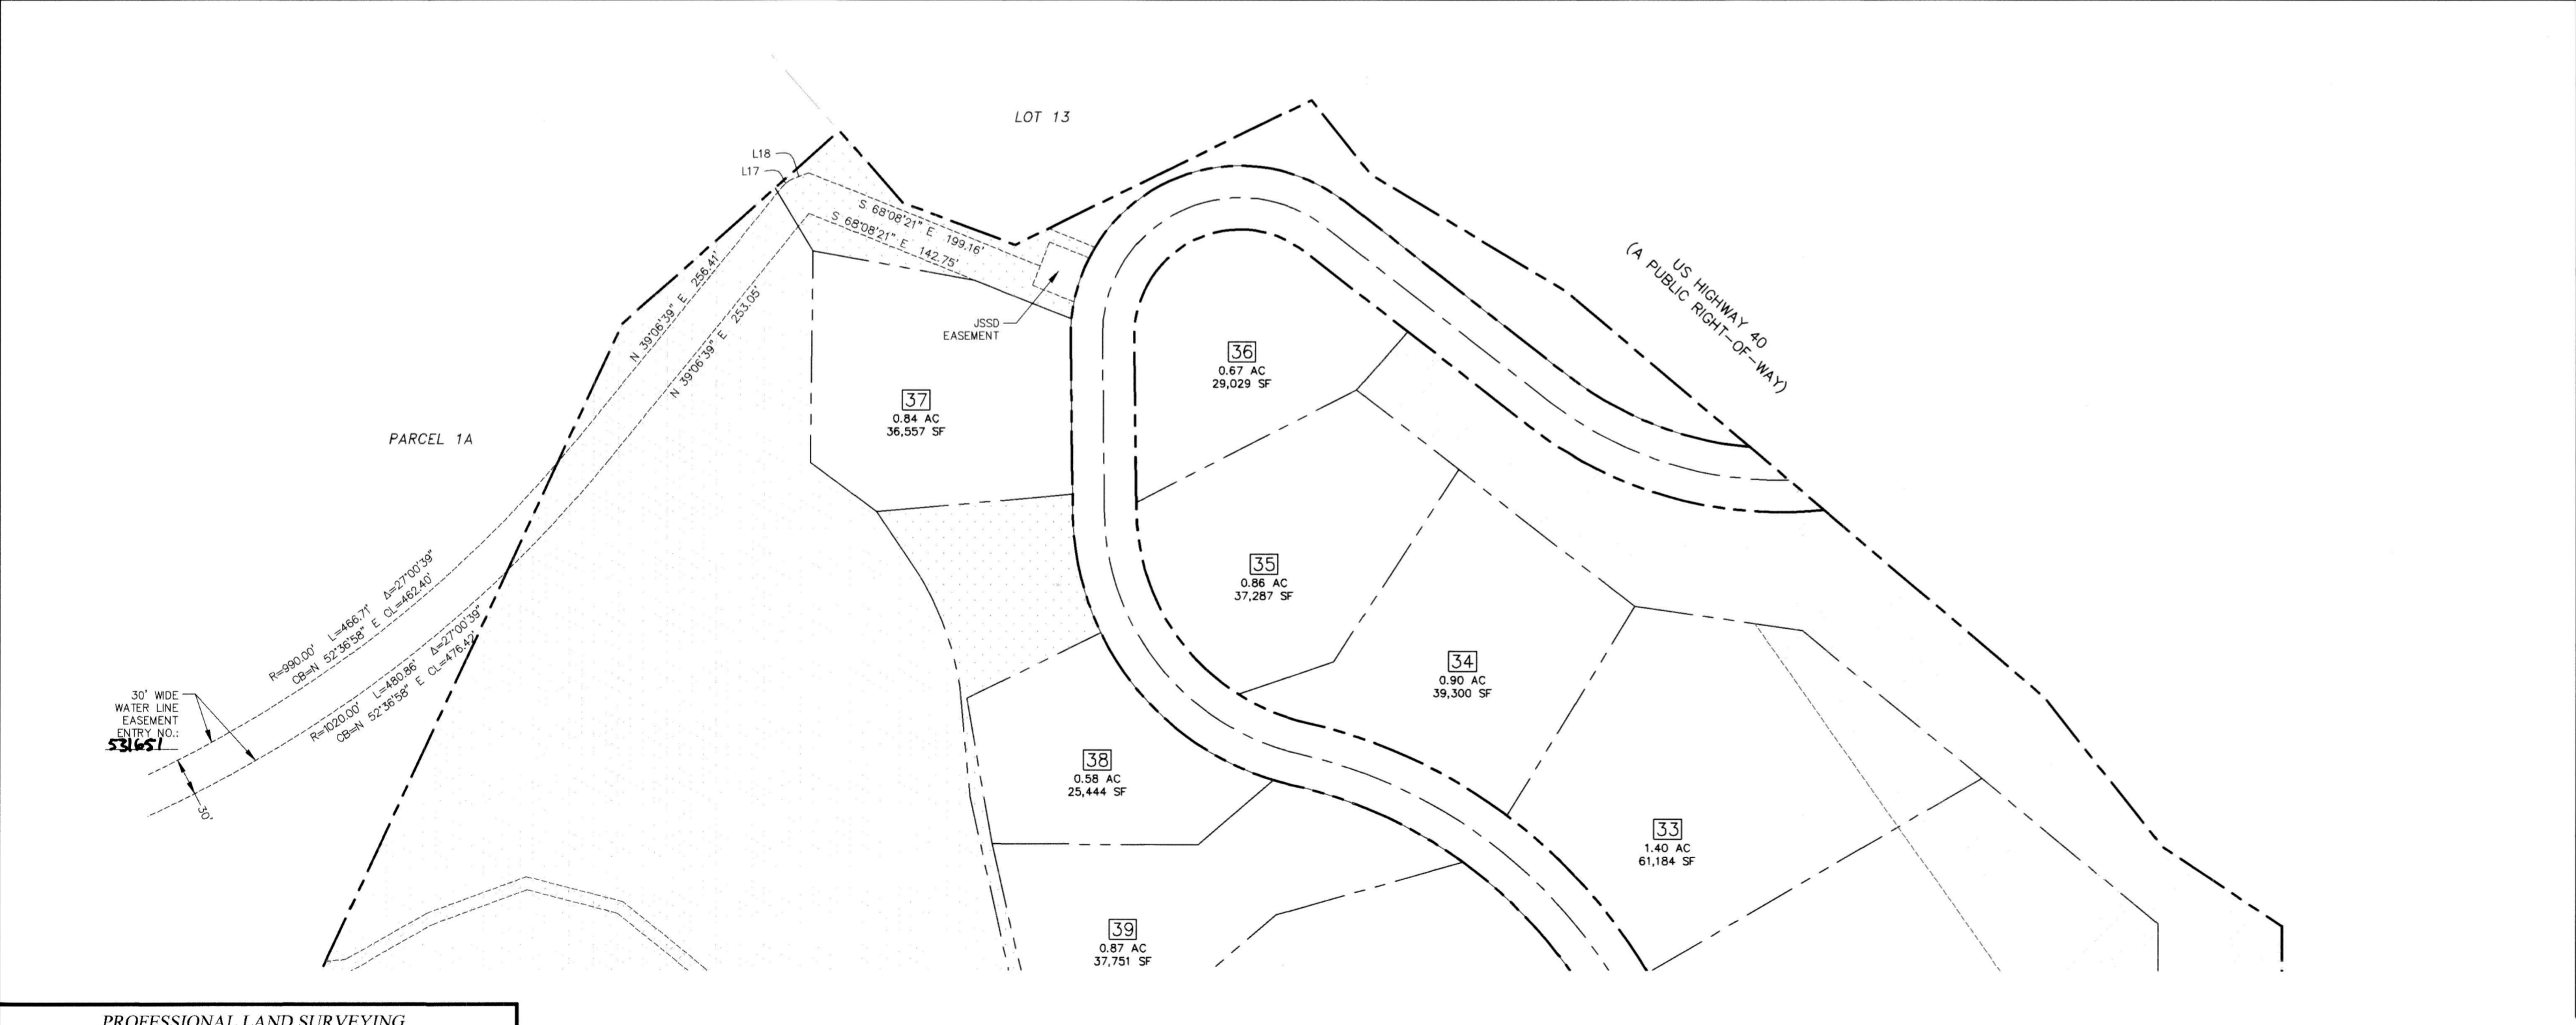 LOT 13
L18
L17
S 68°08'21" E 199.16'
S 68°08'21" E 142.75'
N 39°06'39" E 256.41'
N 39°06'39" E 253.05'
JSSD
EASEMENT
US HIGHWAY 40
(A PUBLIC RIGHT-OF-WAY)
36
0.67 AC
29,029 SF
37
0.84 AC
36,557 SF
PARCEL 1A
35
0.86 AC
37,287 SF
R=990.00' L=466.71' Δ=27°00'39"
CB=N 52°36'58" E CL=462.40'
R=1020.00' L=480.86' Δ=27°00'39"
CB=N 52°36'58" E CL=476.42'
34
0.90 AC
39,300 SF
30' WIDE
WATER LINE
EASEMENT
ENTRY NO.:
531651
30'
38
0.58 AC
25,444 SF
33
1.40 AC
61,184 SF
39
0.87 AC
37,751 SF
PROFESSIONAL LAND SURVEYING